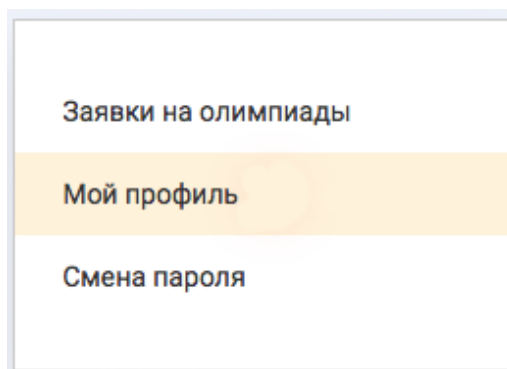 Заявки на олимпиады
Мой профиль
Смена пароля